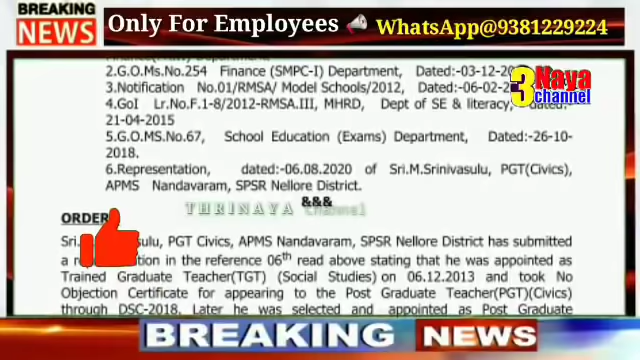 BREAKING
NEWS
Only For Employees
WhatsApp@9381229224
2.G.O.Ms.No.254 Finance (SMPC-I) Department, Dated:-03-12-
3.Notification No.01/RMSA/ Model Schools/2012, Dated:-06-02-
3 Naya
channel
4.GoI Lr.No.F.1-8/2012-RMSA.III, MHRD, Dept of SE & literacy,
21-04-2015
5.G.O.MS.No.67, School Education (Exams) Department, Dated:-26-10-
2018.
6.Representation, dated:-06.08.2020 of Sri.M.Srinivasulu, PGT(Civics),
APMS Nandavaram, SPSR Nellore District.
&&&
THRINAYA Channel
ORDER
Sri. PGT Civics, APMS Nandavaram, SPSR Nellore District has submitted
a in the reference 06th read above stating that he was appointed as
Trained Graduate Teacher(TGT) (Social Studies) on 06.12.2013 and took No
Objection Certificate for appearing to the Post Graduate Teacher(PGT)(Civics)
through DSC-2018. Later he was selected and appointed as Post Graduate
BREAKING NEWS